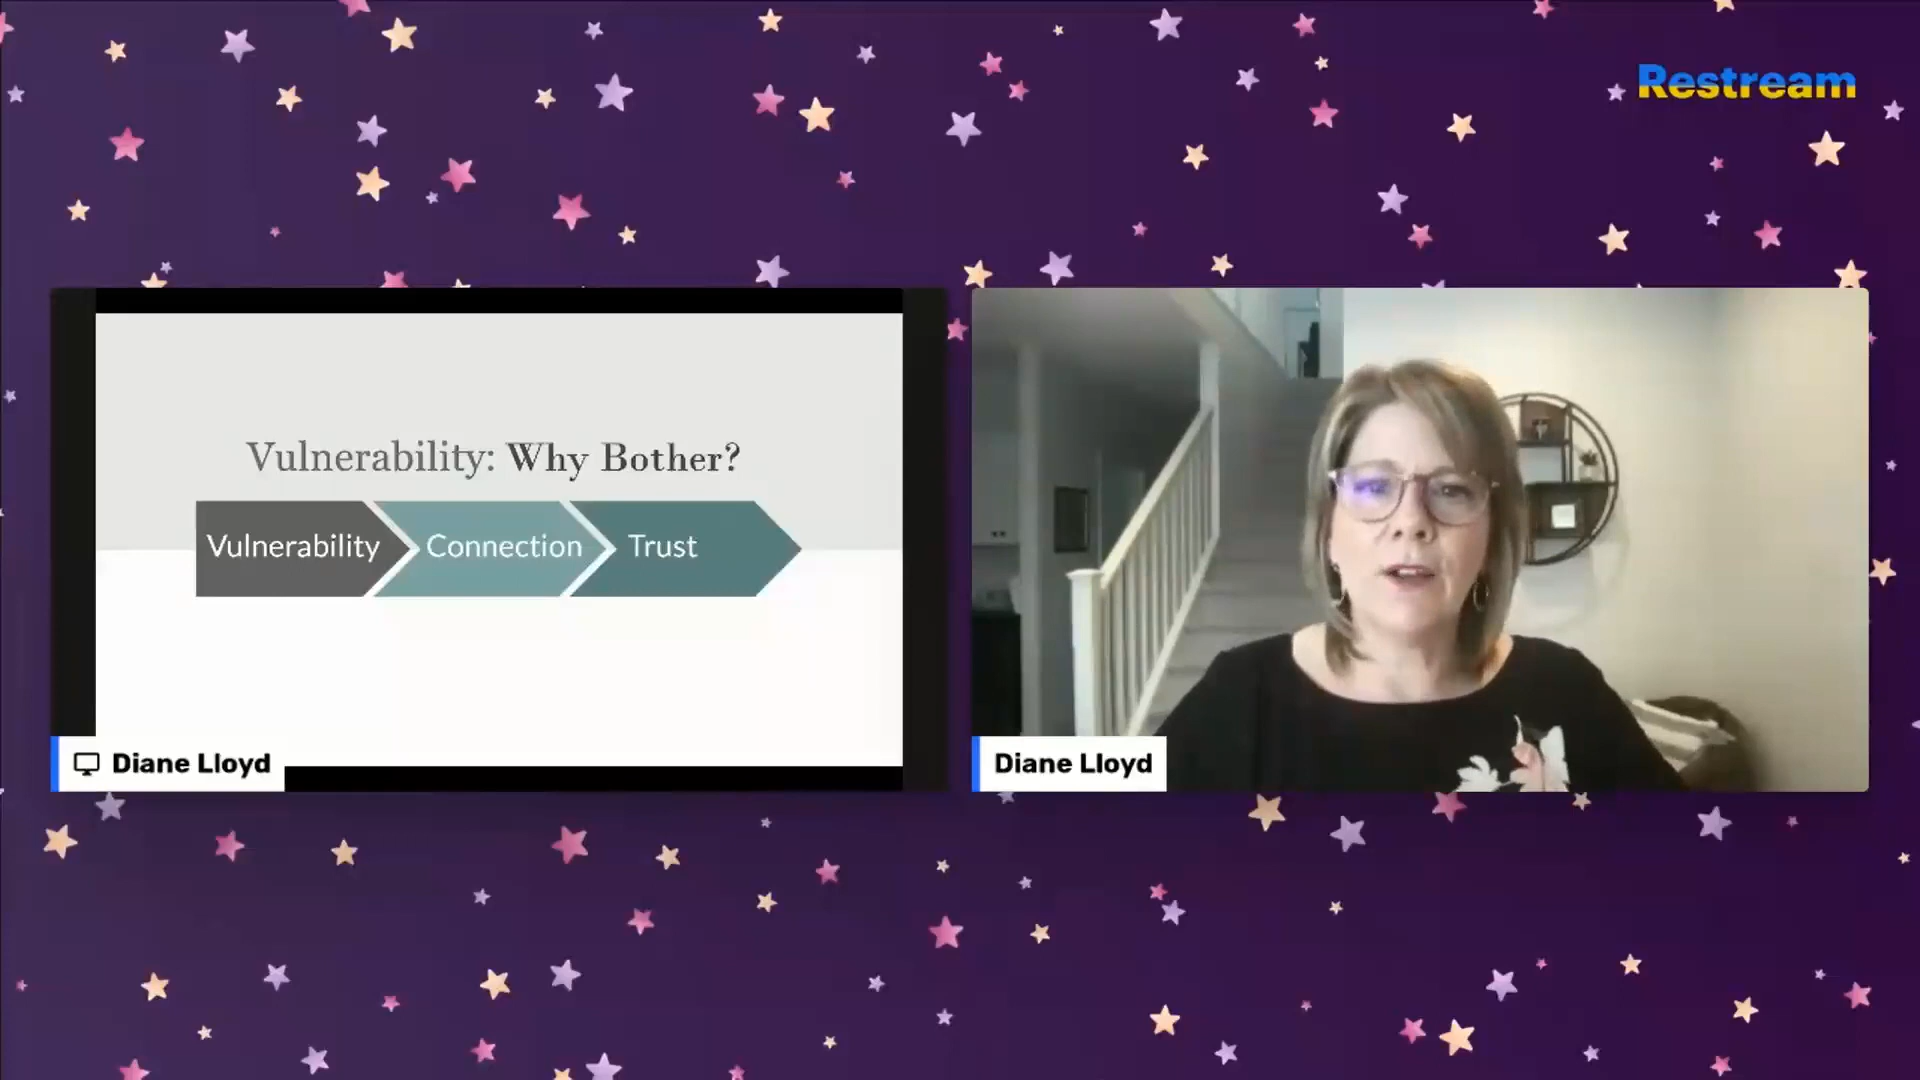 Restream
Vulnerability: Why Bother?
Vulnerability
Connection
Trust
Diane Lloyd
Diane Lloyd